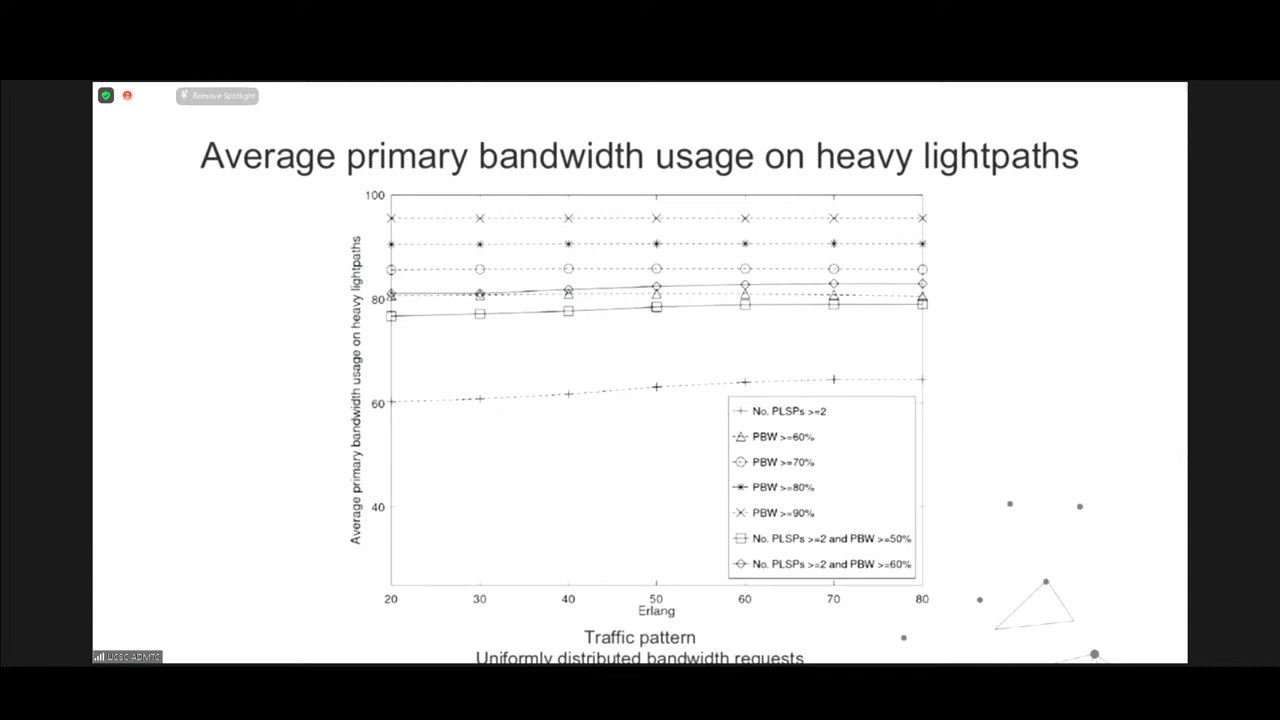 Remove Spotlight
Average primary bandwidth usage on heavy lightpaths
Average primary bandwidth usage on heavy lightpaths
100
80
60
40
20 30 40 50 60 70 80
Erlang
No. PLSPs >=2
PBW >=60%
PBW >=70%
PBW >=80%
PBW >=90%
No. PLSPs >=2 and PBW >=50%
No. PLSPs >=2 and PBW >=60%
Traffic pattern
Uniformly distributed bandwidth requests
UCSC ADMTC